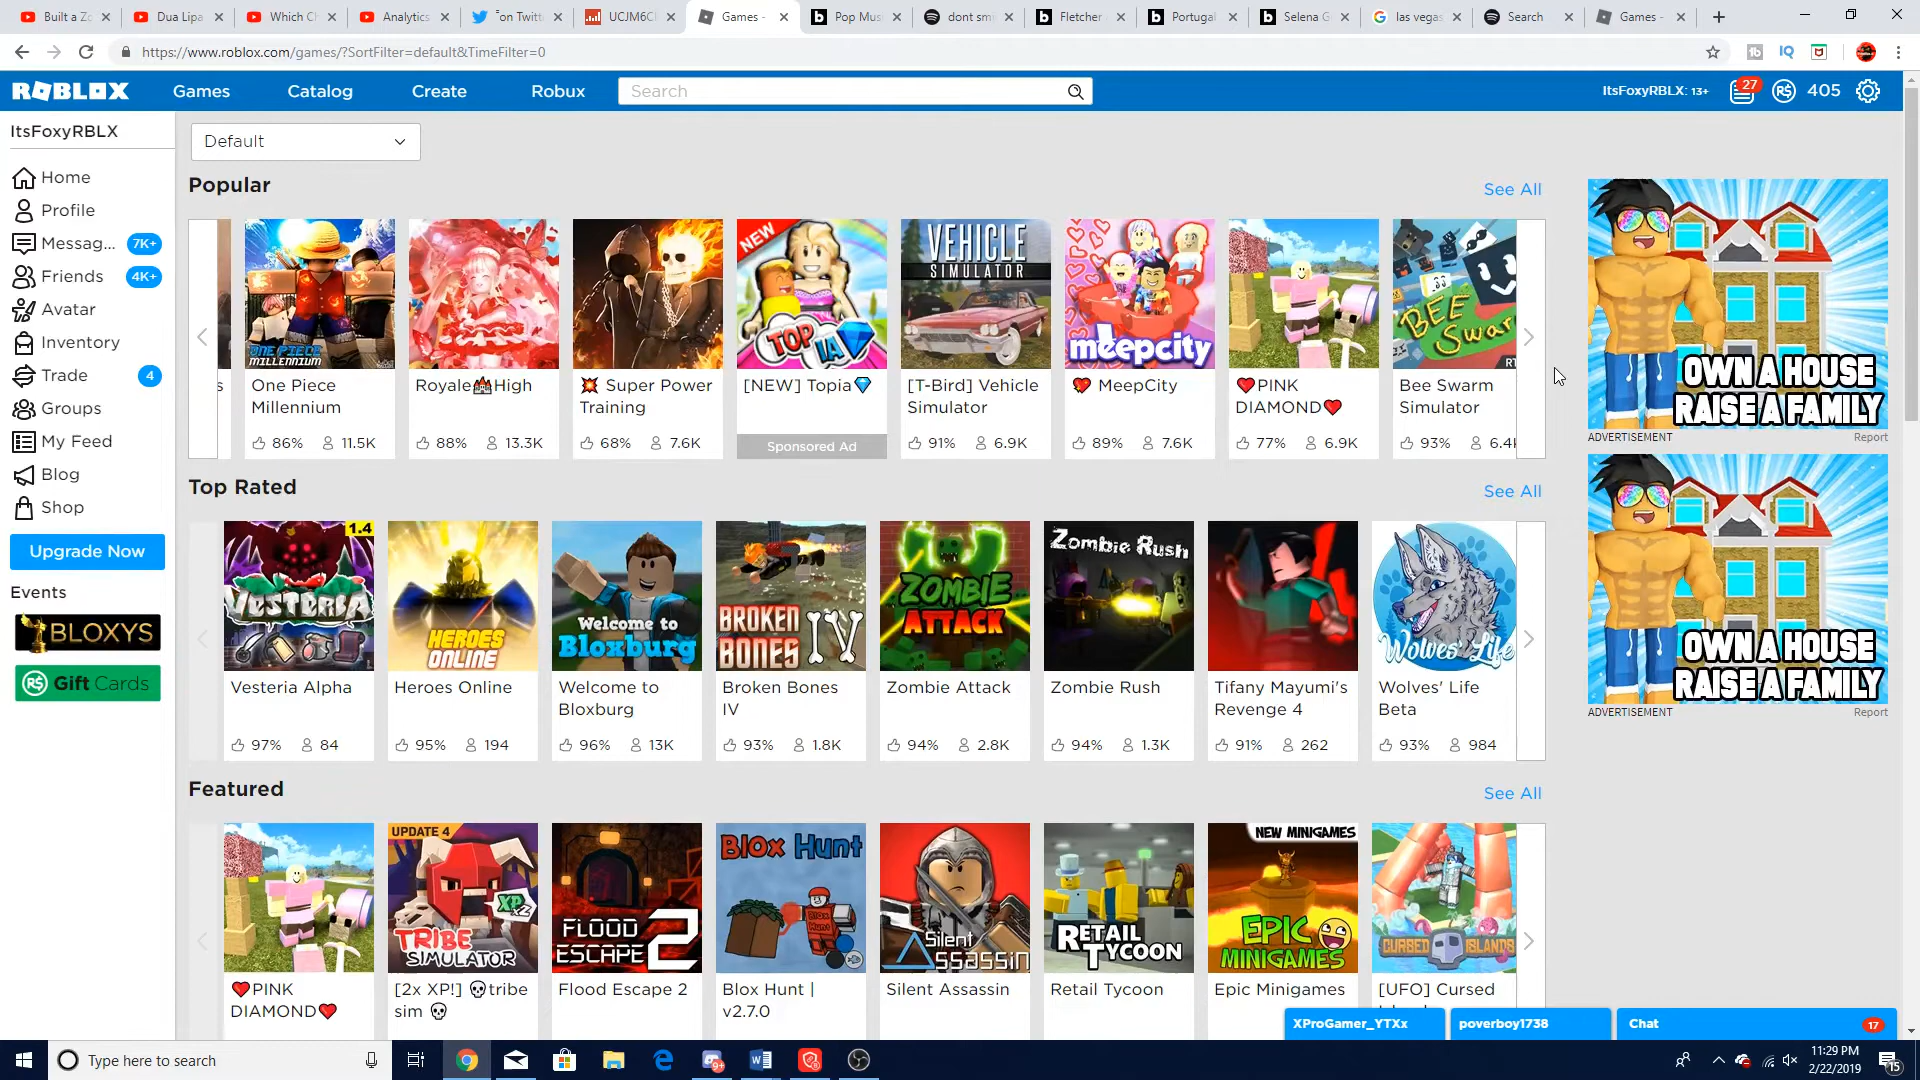 Built a Zo
Dua Lipa
Which Ch
Analytics
on Twitt
UCJM6Cl
Games -
Pop Mus
dont smi
Fletcher
Portugal
Selena G
las vegas
Search
Games -
https://www.roblox.com/games/?SortFilter=default&TimeFilter=0
ROBLOX Games Catalog Create Robux Search ItsFoxyRBLX: 13+ 27 405
ItsFoxyRBLX
Home
Profile
Messag... 7K+
Friends 4K+
Avatar
Inventory
Trade 4
Groups
My Feed
Blog
Shop
Upgrade Now
Events
BLOXYS
Gift Cards
Default
Popular See All
ONE PIECE MILLENNIUM
NEW
TOPIA
VEHICLE
SIMULATOR
meepcity
BEE
Swar
s
One Piece
Millennium
86% 11.5K
Royale🏰High
88% 13.3K
💥 Super Power
Training
68% 7.6K
[NEW] Topia💎
Sponsored Ad
[T-Bird] Vehicle
Simulator
91% 6.9K
💖 MeepCity
89% 7.6K
❤️PINK
DIAMOND❤️
77% 6.9K
Bee Swarm
Simulator
93% 6.4K
Top Rated See All
1.4
VESTERIA
HEROES
ONLINE
Welcome to
Bloxburg
BROKEN
BONES IV
ZOMBIE
ATTACK
Zombie Rush
Wolves' Life
Vesteria Alpha
97% 84
Heroes Online
95% 194
Welcome to
Bloxburg
96% 13K
Broken Bones
IV
93% 1.8K
Zombie Attack
94% 2.8K
Zombie Rush
94% 1.3K
Tifany Mayumi's
Revenge 4
91% 262
Wolves' Life
Beta
93% 984
Featured See All
UPDATE 4
XP x2
TRIBE
SIMULATOR
FLOOD
ESCAPE 2
Blox Hunt
Silent
Assassin
RETAIL
TYCOON
NEW MINIGAMES
EPIC
MINIGAMES
CURSED ISLANDS
❤️PINK
DIAMOND❤️
[2x XP!] 💀tribe
sim 💀
Flood Escape 2
Blox Hunt |
v2.7.0
Silent Assassin
Retail Tycoon
Epic Minigames
[UFO] Cursed
OWN A HOUSE
RAISE A FAMILY
ADVERTISEMENT Report
OWN A HOUSE
RAISE A FAMILY
ADVERTISEMENT Report
XProGamer_YTXx
poverboy1738
Chat 17
Type here to search
9+
11:29 PM
2/22/2019
15